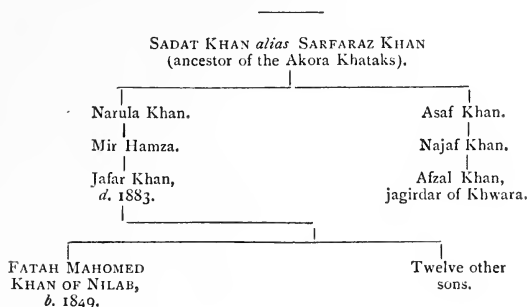 SADAT KHAN alias SARFARAZ KHAN
(ancestor of the Akora Khataks).
Narula Khan.
Asaf Khan.
Mir Hamza.
Najaf Khan.
Jafar Khan,
d. 1883.
Afzal Khan,
jagirdar of Khwara.
FATAH MAHOMED
KHAN OF NILAB,
b. 1849.
Twelve other
sons.